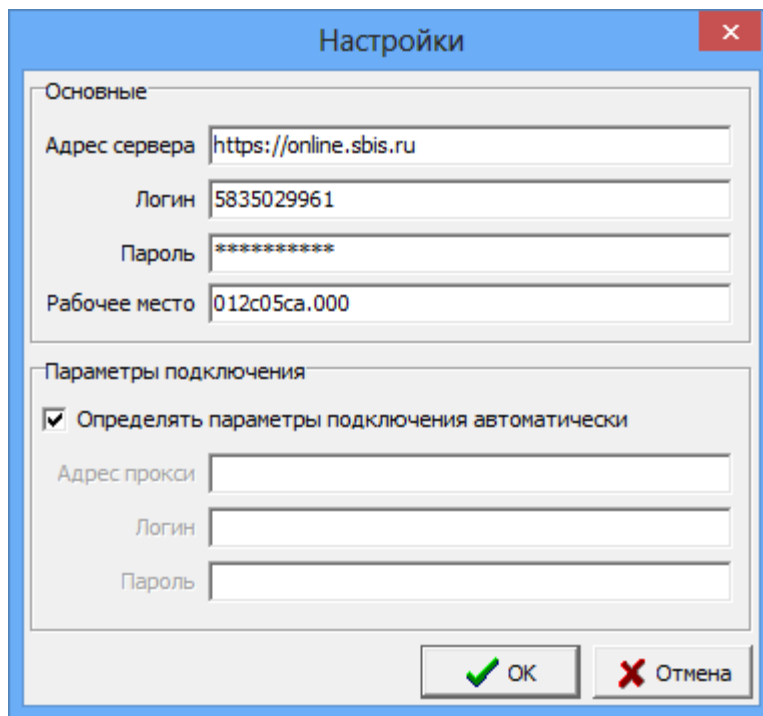 Настройки
Основные
Адрес сервера https://online.sbis.ru
Логин 5835029961
Пароль **********
Рабочее место 012c05ca.000
Параметры подключения
Определять параметры подключения автоматически
Адрес прокси
Логин
Пароль
OK Отмена